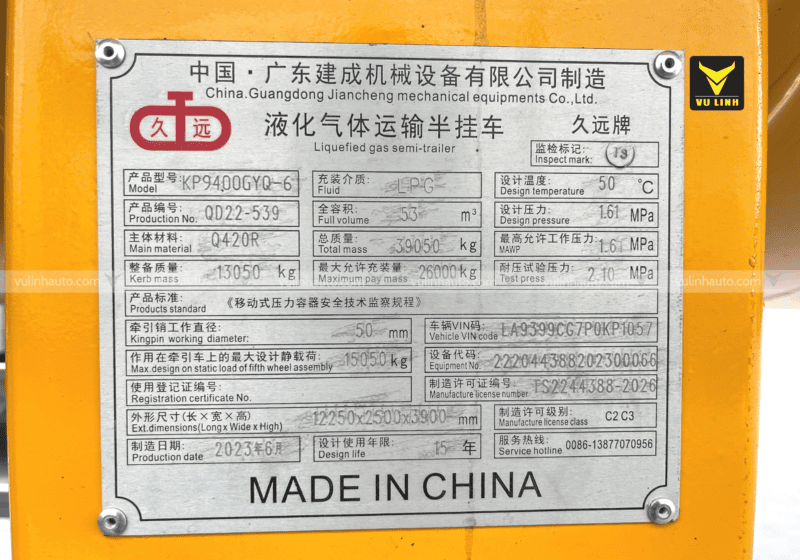 中国·广东建成机械设备有限公司制造
China.Guangdong Jiancheng mechanical equipments Co.,Ltd.
VU LINH
久远
液化气体运输半挂车
久远牌
Liquefied gas semi-trailer
监检标记:
Inspect mark: TS
产品型号: KP9400GYQ-6
Model
充装介质: LPG
Fluid
设计温度: 50 ℃
Design temperature
产品编号: QD22-539
Production No.
全容积: 53 m³
Full volume
设计压力: 1.61 MPa
Design pressure
主体材料: Q420R
Main material
总质量: 39050 kg
Total mass
最高允许工作压力: 1.61 MPa
MAWP
整备质量: 13050 kg
Kerb mass
最大允许充装量: 26000 kg
Maximum pay mass
耐压试验压力: 2.10 MPa
Test press
vulinhauto.com
vulinhauto.com
vulinhauto.com
产品标准: 《移动式压力容器安全技术监察规程》
Products standard
牵引销工作直径: 50 mm
Kingpin working diameter:
车辆VIN码: LA9399CG7P0KP1057
Vehicle VIN code
作用在牵引车上的最大设计静载荷: 15050 kg
Max.design on static load of fifth wheel assembly
设备代码: 222044388202300066
Equipment No.
使用登记证编号:
Registration certificate No.
制造许可证编号: TS2244388-2026
Manufacture license number
外形尺寸(长×宽×高) 12250x2500x3900 mm
Ext.dimensions(Long x Wide x High)
制造许可级别: C2 C3
Manufacture license class
制造日期: 2023年6月
Production date
设计使用年限: 15 年
Design life
服务热线: 0086-13877070956
Service hotline
MADE IN CHINA